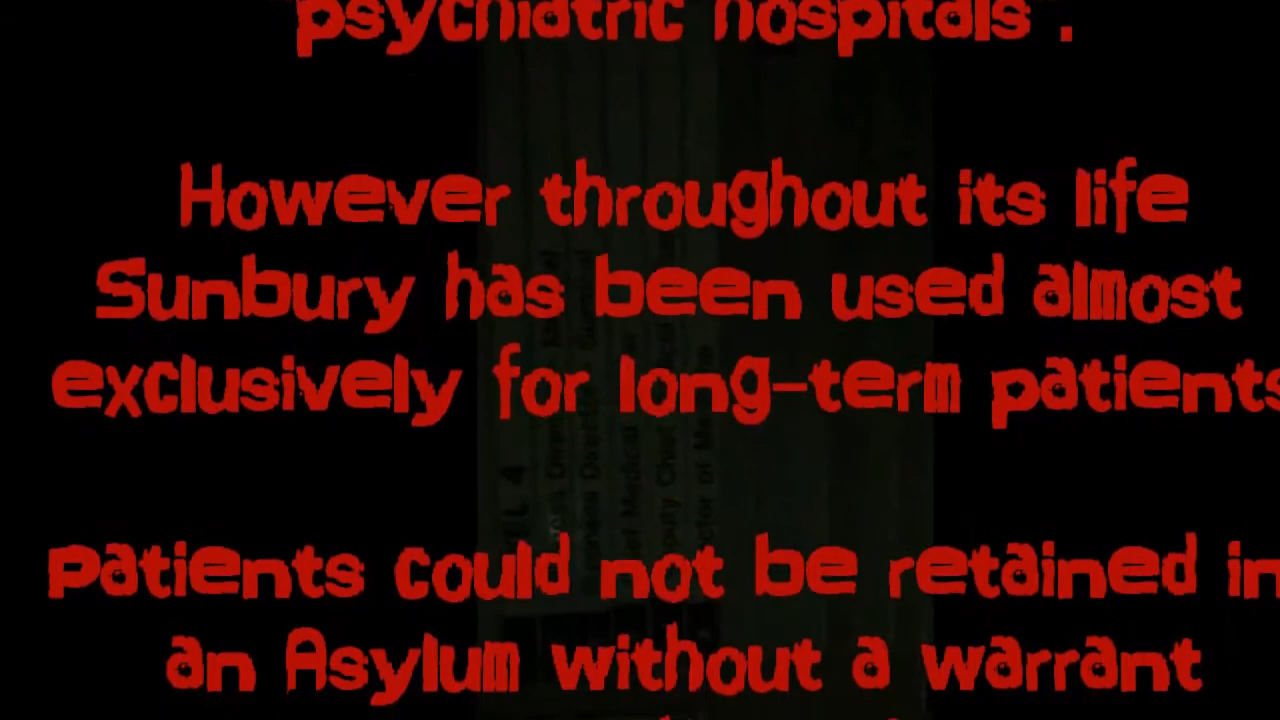 psychiatric hospitals .
However throughout its life
Sunbury has been used almost
exclusively for long-term patients
Patients could not be retained in
an Asylum without a warrant